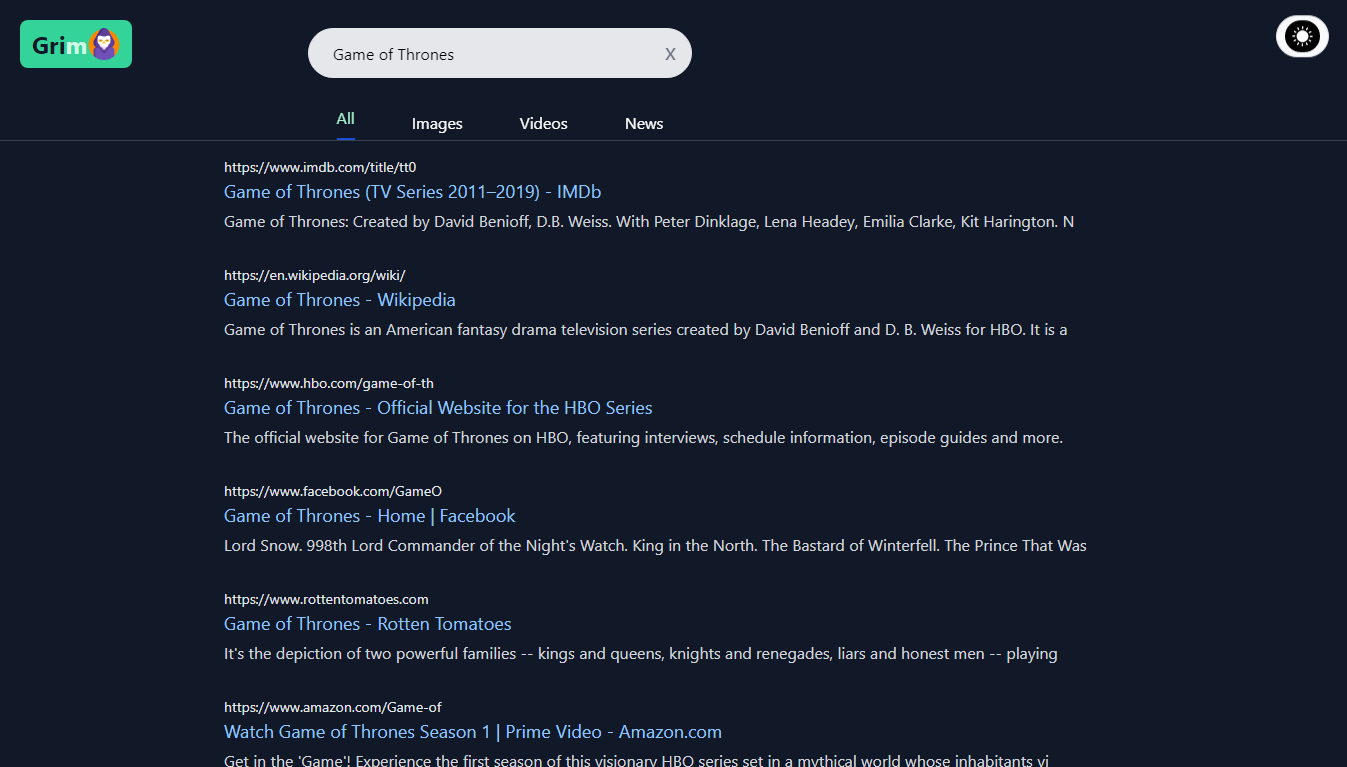 Grim
Game of Thrones X
All Images Videos News
https://www.imdb.com/title/tt0
Game of Thrones (TV Series 2011–2019) - IMDb
Game of Thrones: Created by David Benioff, D.B. Weiss. With Peter Dinklage, Lena Headey, Emilia Clarke, Kit Harington. N
https://en.wikipedia.org/wiki/
Game of Thrones - Wikipedia
Game of Thrones is an American fantasy drama television series created by David Benioff and D. B. Weiss for HBO. It is a
https://www.hbo.com/game-of-th
Game of Thrones - Official Website for the HBO Series
The official website for Game of Thrones on HBO, featuring interviews, schedule information, episode guides and more.
https://www.facebook.com/GameO
Game of Thrones - Home | Facebook
Lord Snow. 998th Lord Commander of the Night's Watch. King in the North. The Bastard of Winterfell. The Prince That Was
https://www.rottentomatoes.com
Game of Thrones - Rotten Tomatoes
It's the depiction of two powerful families -- kings and queens, knights and renegades, liars and honest men -- playing
https://www.amazon.com/Game-of
Watch Game of Thrones Season 1 | Prime Video - Amazon.com
Get in the 'Game'! Experience the first season of this visionary HBO series set in a mythical world whose inhabitants vi